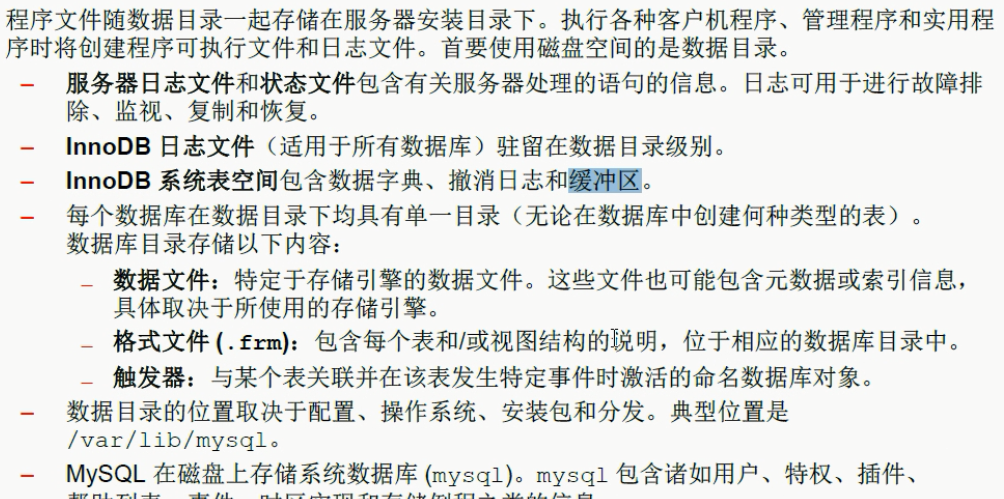 程序文件随数据目录一起存储在服务器安装目录下。执行各种客户机程序、管理程序和实用程
序时将创建程序可执行文件和日志文件。首要使用磁盘空间的是数据目录。
– 服务器日志文件和状态文件包含有关服务器处理的语句的信息。日志可用于进行故障排
除、监视、复制和恢复。
– InnoDB 日志文件（适用于所有数据库）驻留在数据目录级别。
– InnoDB 系统表空间包含数据字典、撤消日志和缓冲区。
– 每个数据库在数据目录下均具有单一目录（无论在数据库中创建何种类型的表）。
数据库目录存储以下内容：
– 数据文件：特定于存储引擎的数据文件。这些文件也可能包含元数据或索引信息，
具体取决于所使用的存储引擎。
– 格式文件 (.frm)：包含每个表和/或视图结构的说明，位于相应的数据库目录中。
– 触发器：与某个表关联并在该表发生特定事件时激活的命名数据库对象。
– 数据目录的位置取决于配置、操作系统、安装包和分发。典型位置是
/var/lib/mysql。
– MySQL 在磁盘上存储系统数据库 (mysql)。mysql 包含诸如用户、特权、插件、